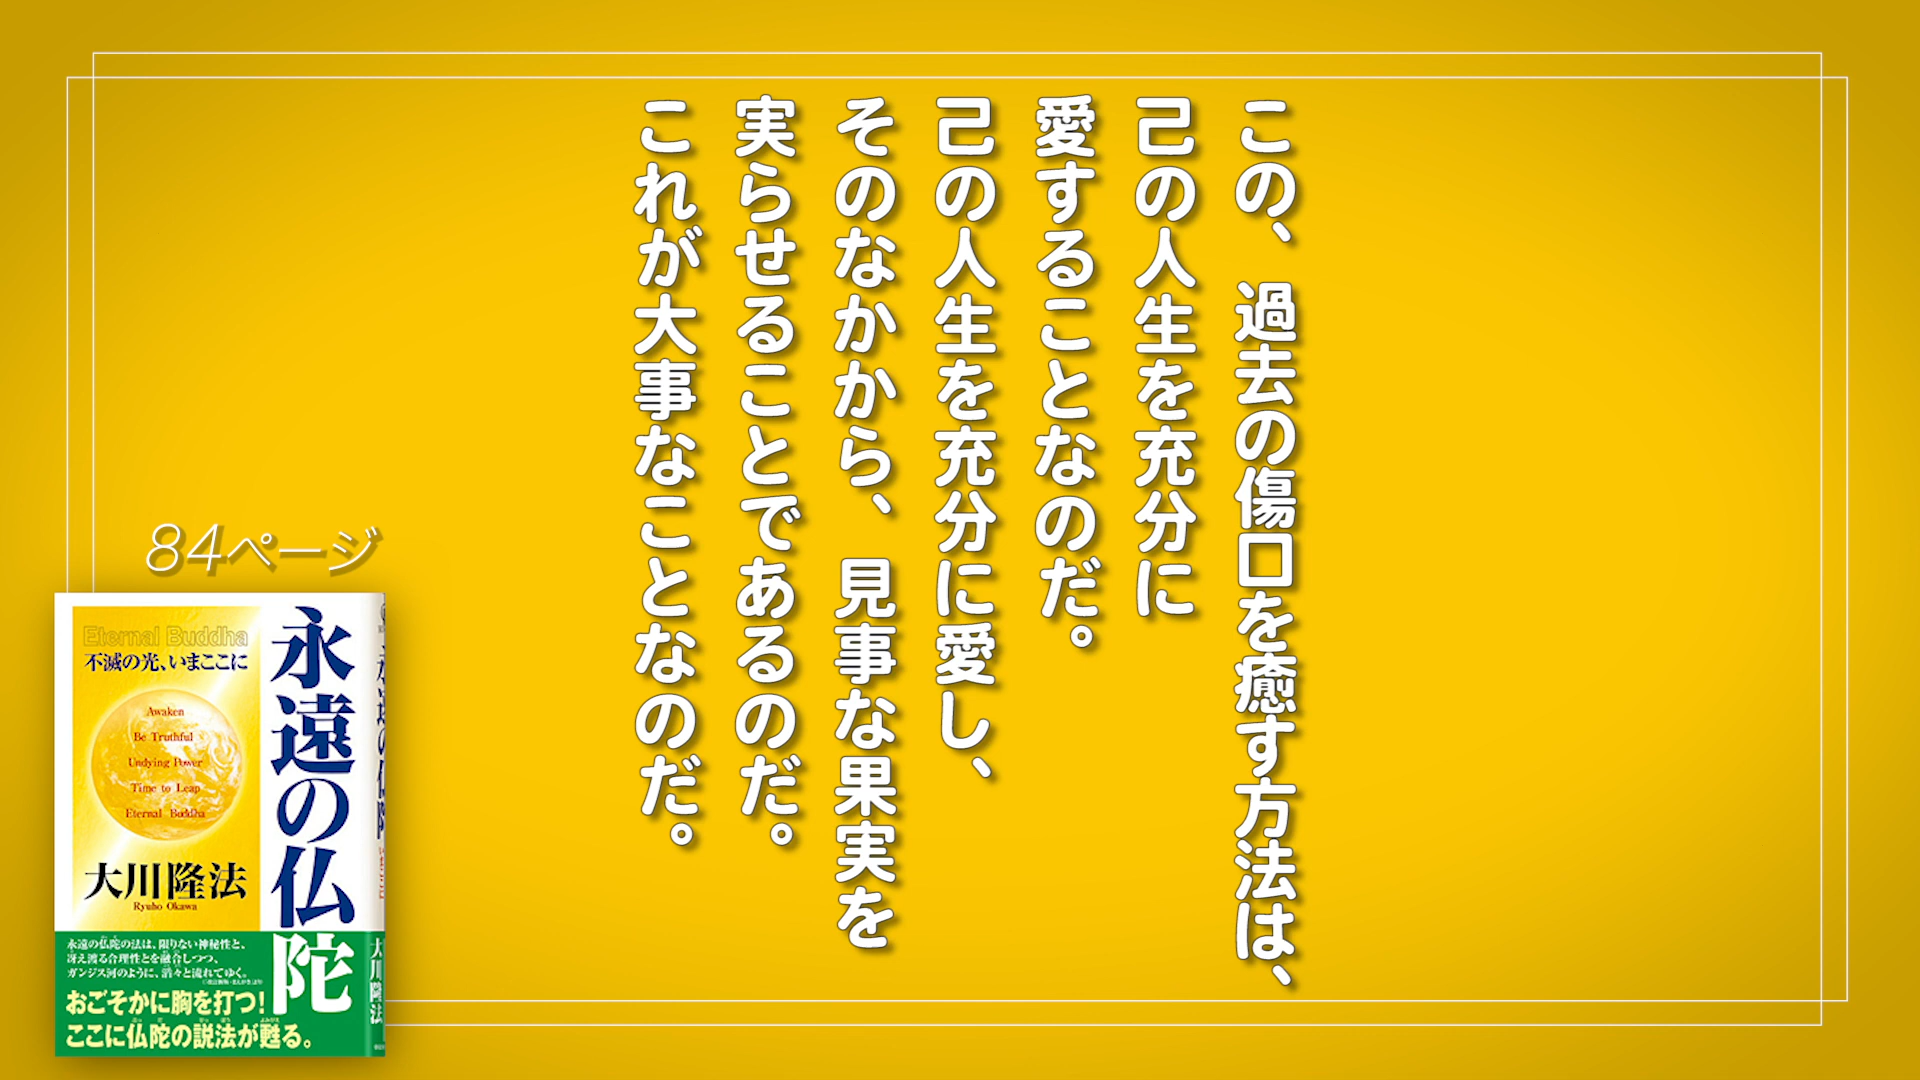 この、過去の傷口を癒す方法は、
己の人生を充分に
愛することなのだ。
己の人生を充分に愛し、
そのなかから、見事な果実を
実らせることであるのだ。
これが大事なことなのだ。
84ページ
永遠の仏陀
Eternal Buddha
不滅の光、いまここに
Awaken
Be Truthful
Undying Power
Time to Leap
Eternal Buddha
大川隆法
Ryuho Okawa
永遠の仏陀の法は、限りない神秘性と、
冴え渡る合理性とを融合しつつ、
ガンジス河のように、滔々と流れてゆく。
おごそかに胸を打つ!
ここに仏陀の説法が甦る。
大川隆法